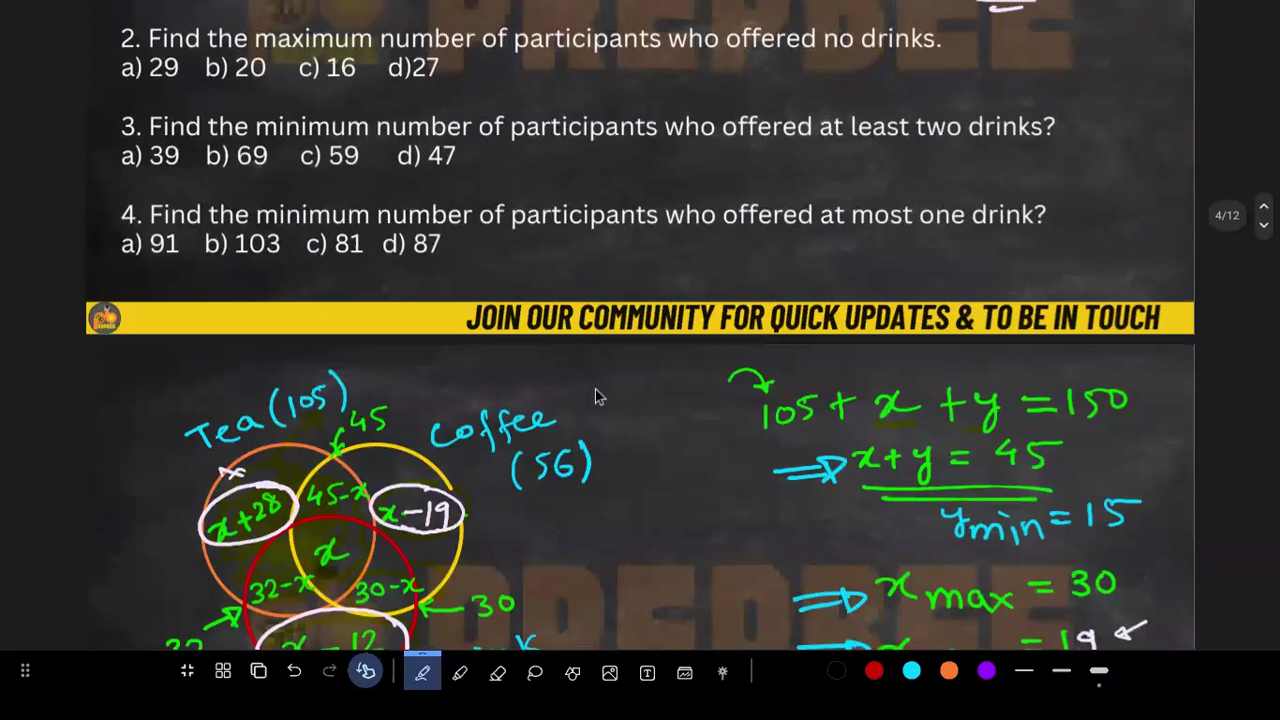 2. Find the maximum number of participants who offered no drinks.
a) 29 b) 20 c) 16 d)27
3. Find the minimum number of participants who offered at least two drinks?
a) 39 b) 69 c) 59 d) 47
4. Find the minimum number of participants who offered at most one drink?
a) 91 b) 103 c) 81 d) 87
4/12
JOIN OUR COMMUNITY FOR QUICK UPDATES & TO BE IN TOUCH
Tea (105)
45
Coffee
(56)
x+28
45-x
x-19
x
32-x
30-x
30
x-12
105 + x + y = 150
⇒ x+y = 45
ymin = 15
⇒ x max = 30
⇒ x = 19